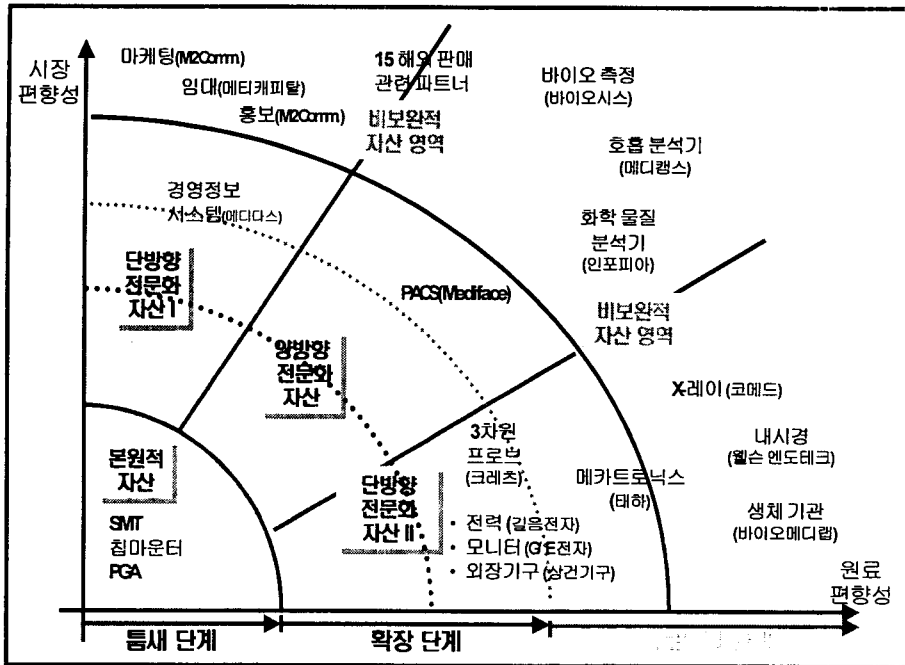 시장
편향성
마케팅(M2Comm)
임대(메티캐피탈)
홍보(M2Comm)
15 해외 판매
관련 파트너
비보완적
자산 영역
바이오 측정
(바이오시스)
호흡 분석기
(메디캠스)
화학 물질
분석기
(인포피아)
비보완적
자산 영역
경영정보
서스템(메디다스)
단방향
전문화
자산 I
PACS(Mediface)
양방향
전문화
자산
X-레이 (코메드)
내시경
(웰슨 엔도테크)
생체 기관
(바이오메디랩)
3차원
프로브
(크레츠)
메카트로닉스
(태하)
본원적
자산
SMT
칩마운터
PGA
단방향
전문화
자산 II
• 전력 (길음전자)
• 모니터 (G1E전자)
• 외장기구 (상건기구)
원료
편향성
틈새 단계
확장 단계